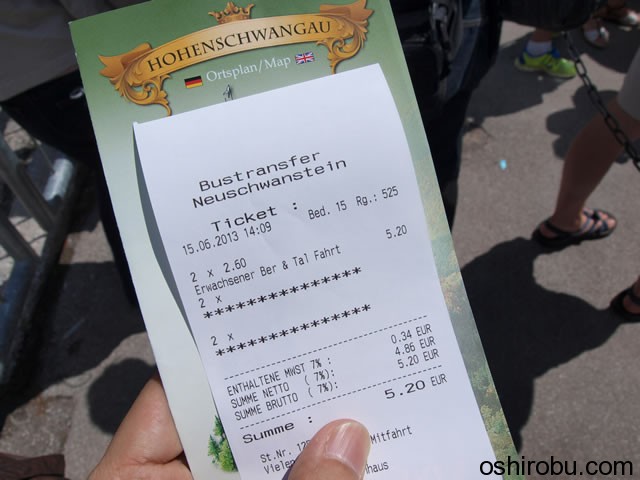 HOHENSCHWANGAU
Ortsplan/Map
Bustransfer
Neuschwanstein
Ticket :
15.06.2013 14:09 Bed. 15 Rg.: 525
2 x 2.60 5.20
Erwachsener Ber & Tal Fahrt
2 x
***************
2 x
***************
ENTHALTENE MWST 7% : 0.34 EUR
SUMME NETTO ( 7%): 4.86 EUR
SUMME BRUTTO ( 7%): 5.20 EUR
Summe : 5.20 EUR
St.Nr. Mitfahrt
oshirobu.com